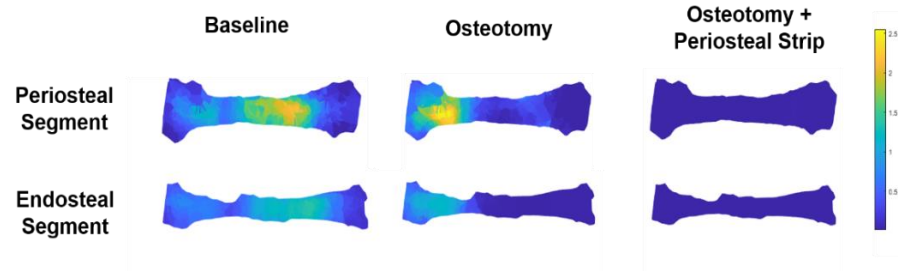 Baseline
Osteotomy
Osteotomy +
Periosteal Strip
Periosteal
Segment
Endosteal
Segment
2.5
2
1.5
1
0.5